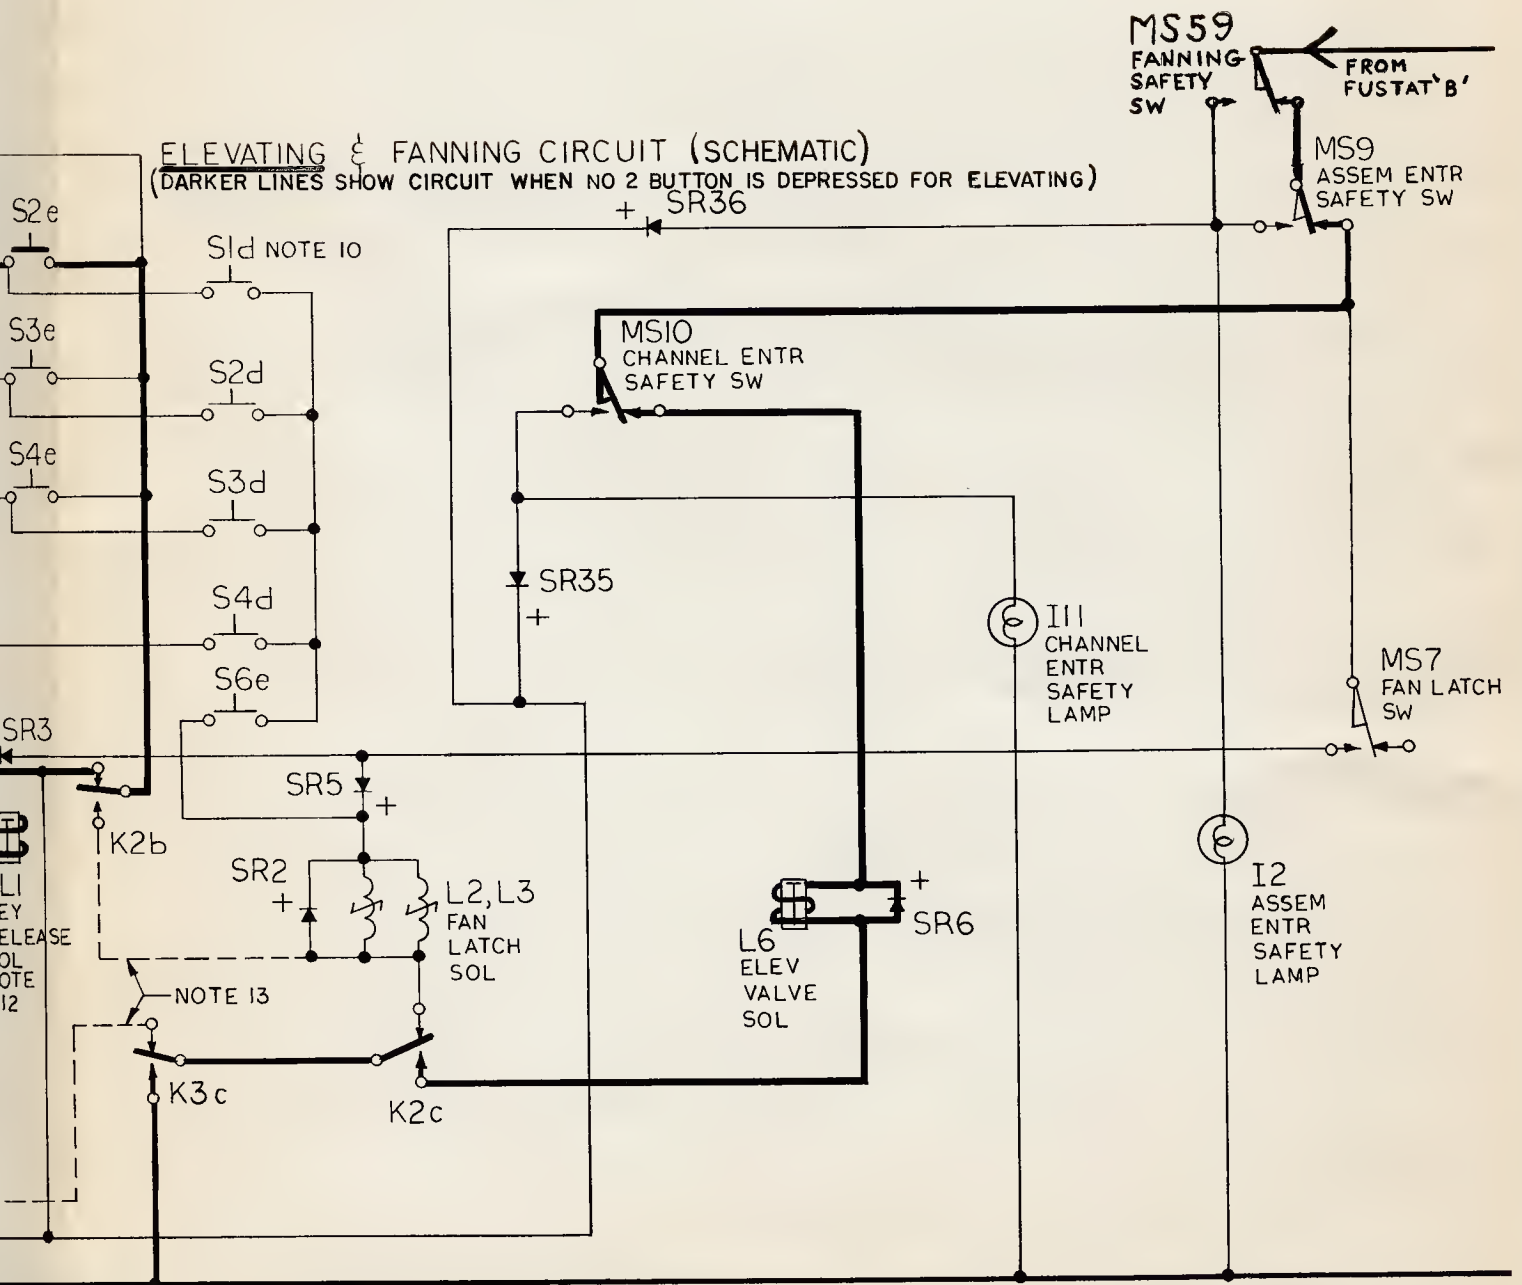 MS59
FANNING
SAFETY
SW
FROM
FUSTAT 'B'
ELEVATING & FANNING CIRCUIT (SCHEMATIC)
(DARKER LINES SHOW CIRCUIT WHEN NO 2 BUTTON IS DEPRESSED FOR ELEVATING)
MS9
ASSEM ENTR
SAFETY SW
+ SR36
S2e
S1d NOTE 10
S3e
MS10
CHANNEL ENTR
SAFETY SW
S2d
S4e
S3d
SR35
+
S4d
I11
CHANNEL
ENTR
SAFETY
LAMP
S6e
MS7
FAN LATCH
SW
SR3
SR5
+
K2b
SR2
+
L2, L3
FAN
LATCH
SOL
+
SR6
L6
ELEV
VALVE
SOL
I2
ASSEM
ENTR
SAFETY
LAMP
L1
EY
ELEASE
OL
OTE
12
NOTE 13
K3c
K2c